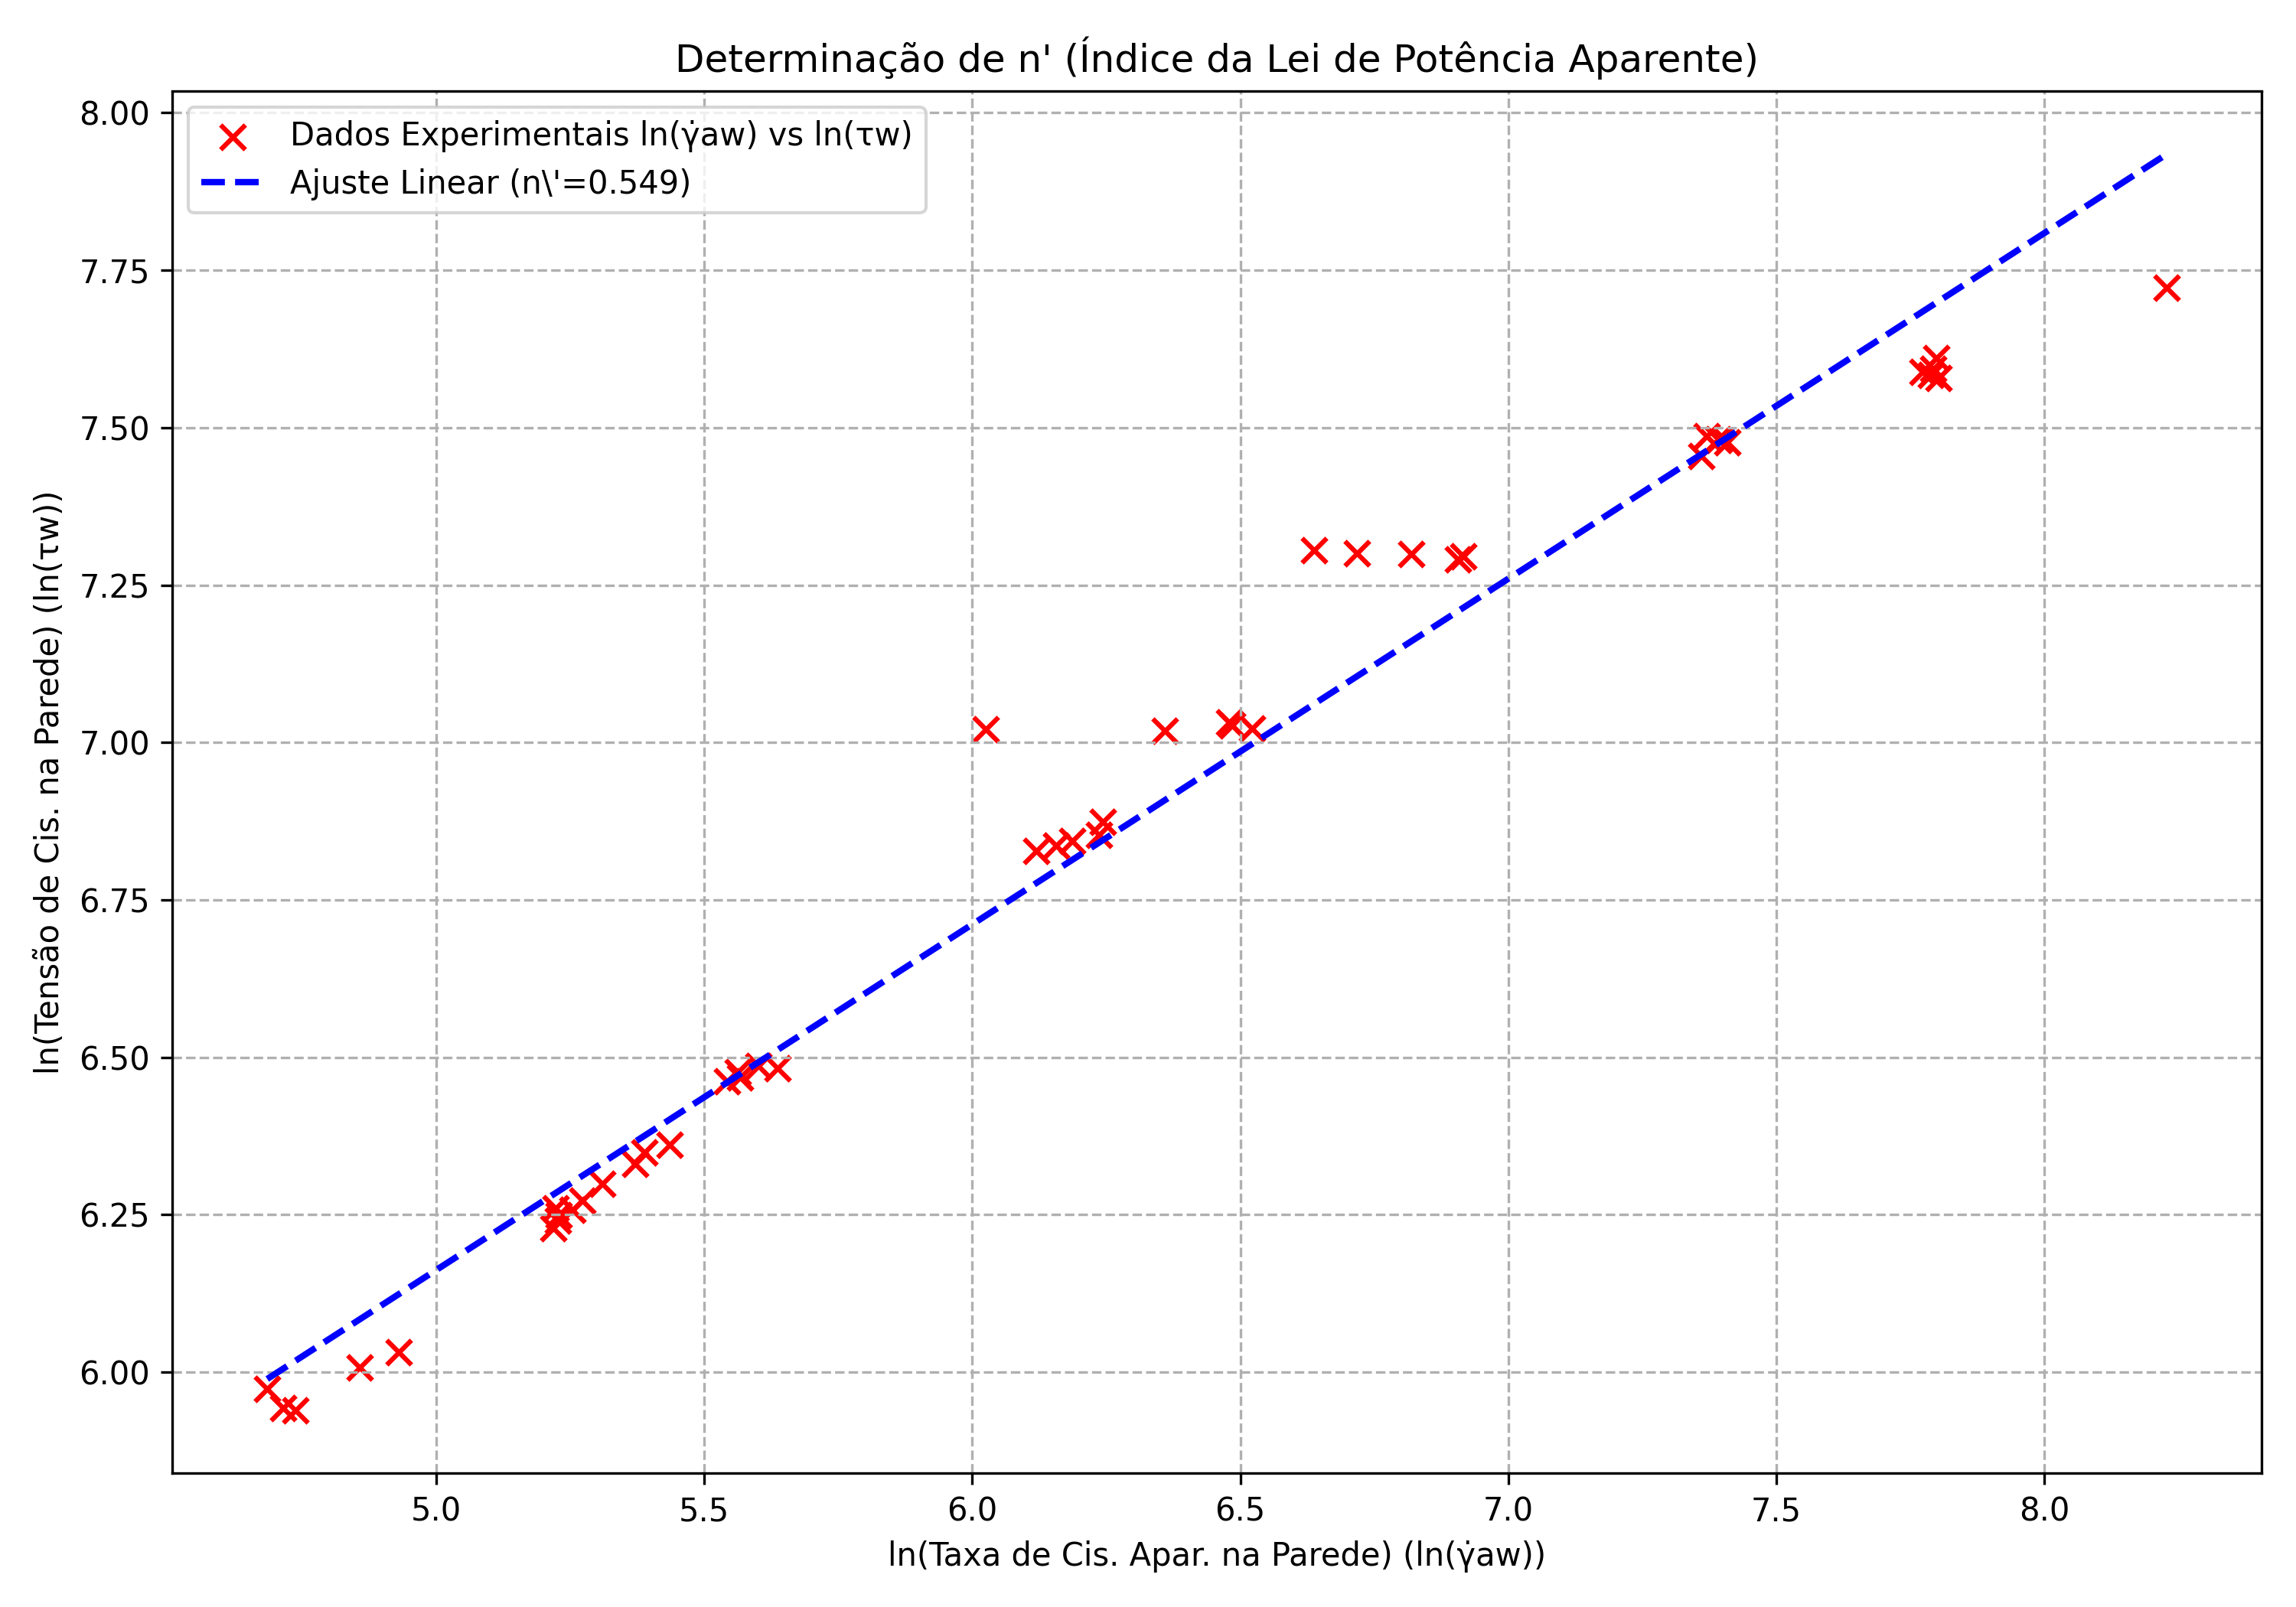 Determinação de n' (Índice da Lei de Potência Aparente)
Dados Experimentais ln(γ̇aw) vs ln(τw)
Ajuste Linear (n\'=0.549)
8.00
7.75
7.50
7.25
7.00
6.75
6.50
6.25
6.00
ln(Tensão de Cis. na Parede) (ln(τw))
5.0 5.5 6.0 6.5 7.0 7.5 8.0
ln(Taxa de Cis. Apar. na Parede) (ln(γ̇aw))